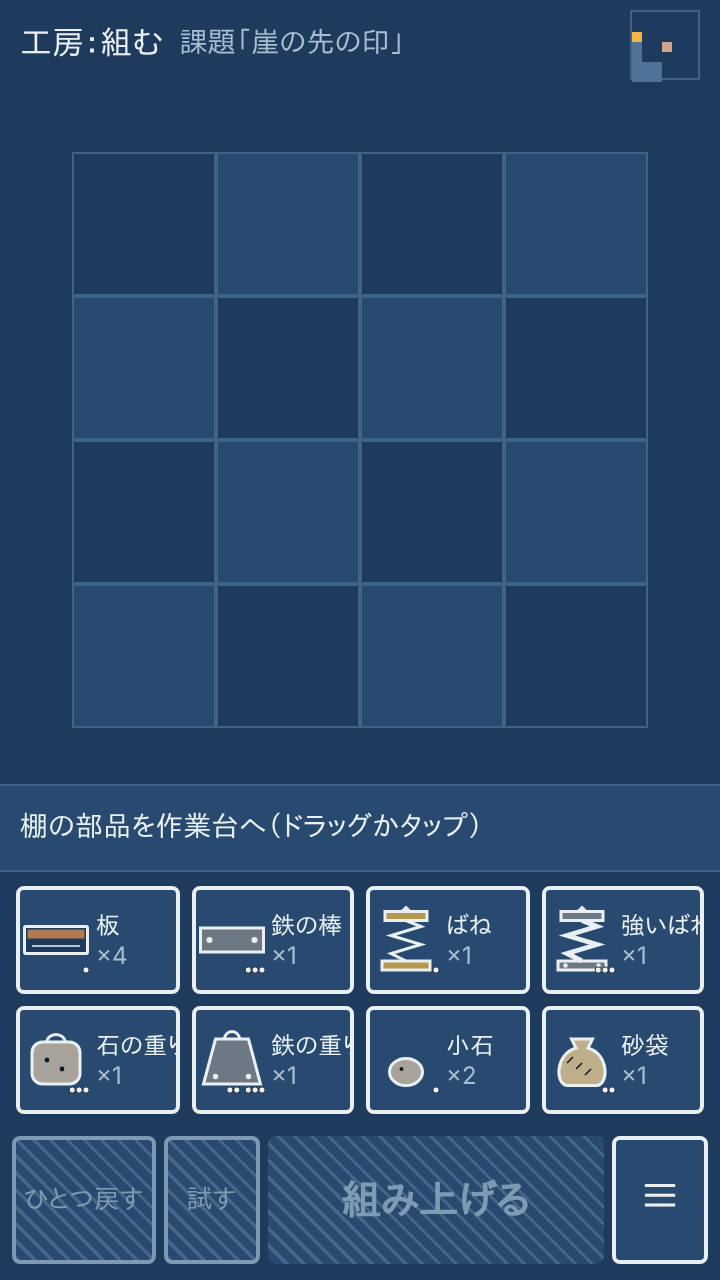 工房:組む 課題「崖の先の印」
棚の部品を作業台へ(ドラッグかタップ)
板 ×4
鉄の棒 ×1
ばね ×1
強いばね ×1
石の重り ×1
鉄の重り ×1
小石 ×2
砂袋 ×1
ひとつ戻す 試す 組み上げる